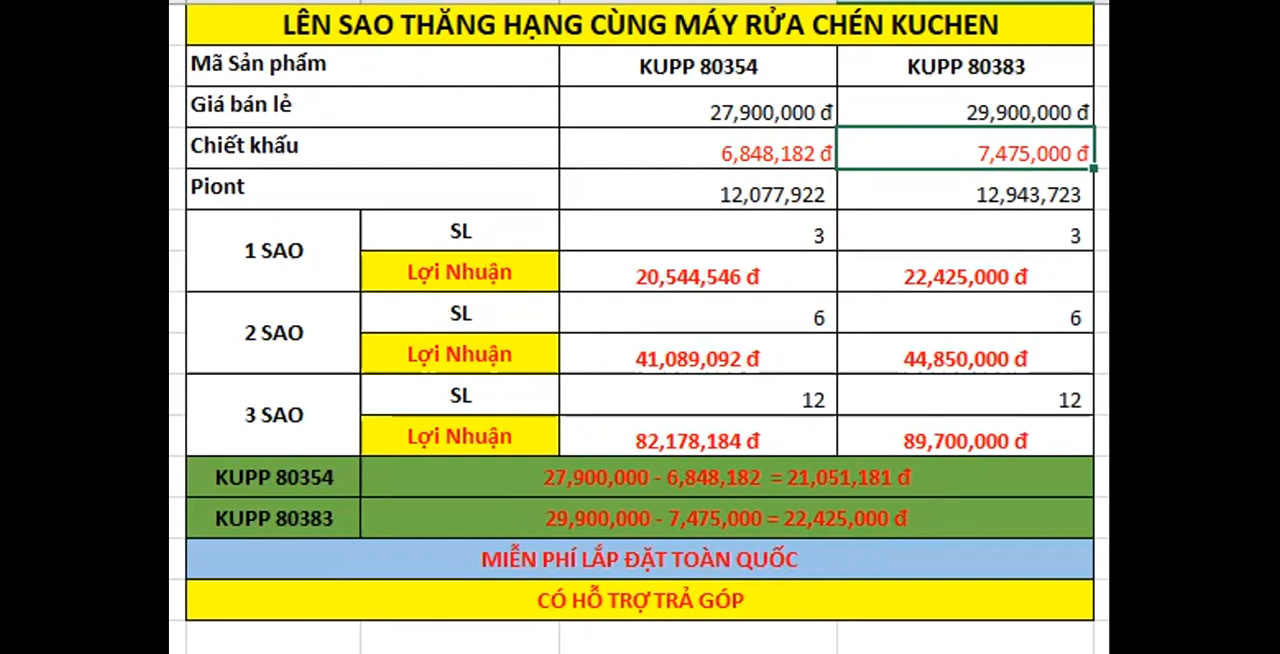 LÊN SAO THĂNG HẠNG CÙNG MÁY RỬA CHÉN KUCHEN
Mã Sản phẩm KUPP 80354 KUPP 80383
Giá bán lẻ 27,900,000 đ 29,900,000 đ
Chiết khấu 6,848,182 đ 7,475,000 đ
Piont 12,077,922 12,943,723
1 SAO SL 3 3
Lợi Nhuận 20,544,546 đ 22,425,000 đ
2 SAO SL 6 6
Lợi Nhuận 41,089,092 đ 44,850,000 đ
3 SAO SL 12 12
Lợi Nhuận 82,178,184 đ 89,700,000 đ
KUPP 80354 27,900,000 - 6,848,182 = 21,051,181 đ
KUPP 80383 29,900,000 - 7,475,000 = 22,425,000 đ
MIỄN PHÍ LẮP ĐẶT TOÀN QUỐC
CÓ HỖ TRỢ TRẢ GÓP